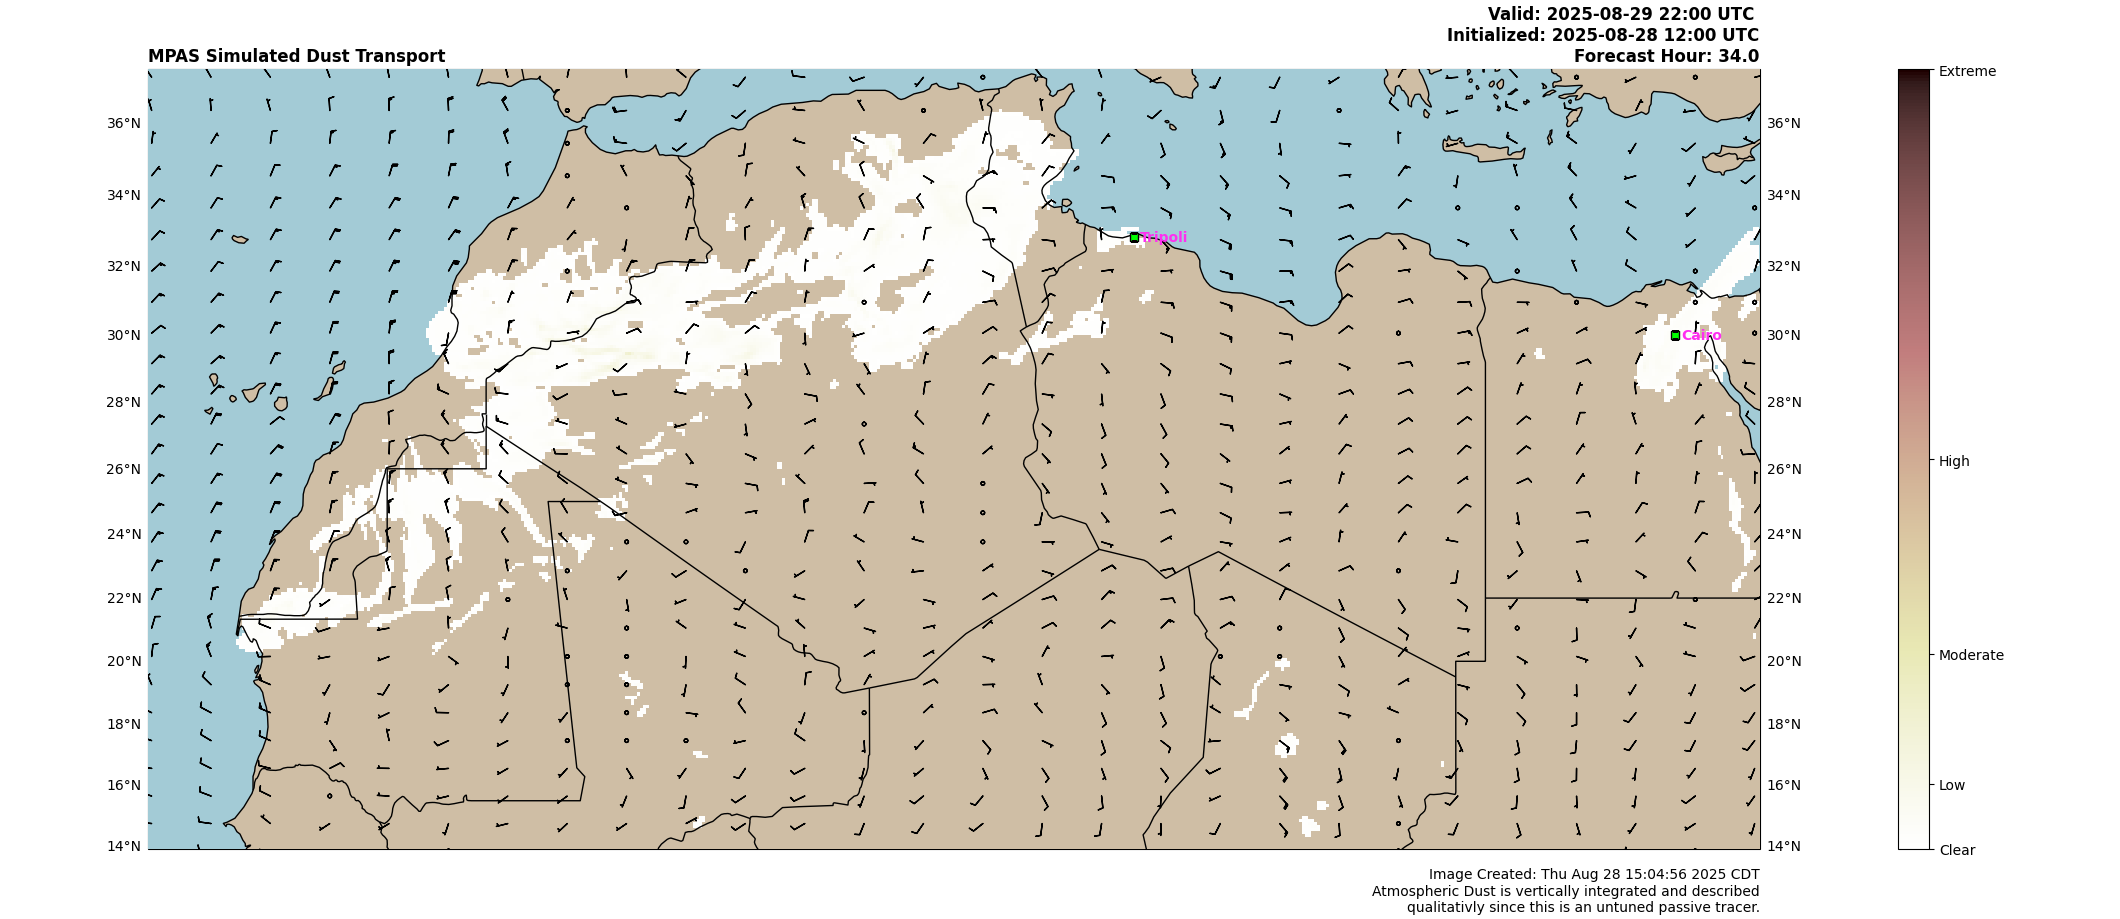 Valid: 2025-08-29 22:00 UTC
Initialized: 2025-08-28 12:00 UTC
MPAS Simulated Dust Transport
Forecast Hour: 34.0
Extreme
36°N
36°N
34°N
34°N
Tripoli
32°N
32°N
30°N
Cairo
30°N
28°N
28°N
High
26°N
26°N
24°N
24°N
22°N
22°N
Moderate
20°N
20°N
18°N
18°N
16°N
16°N
Low
14°N
14°N
Clear
Image Created: Thu Aug 28 15:04:56 2025 CDT
Atmospheric Dust is vertically integrated and described
qualitativly since this is an untuned passive tracer.